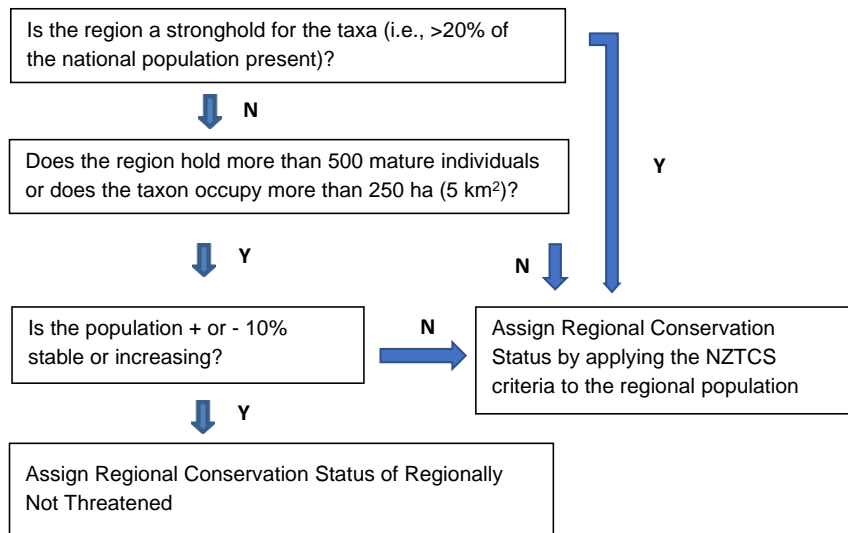 Is the region a stronghold for the taxa (i.e., >20% of
the national population present)?
N
Does the region hold more than 500 mature individuals
or does the taxon occupy more than 250 ha (5 km²)?
Y
Y
N
Is the population + or - 10%
stable or increasing?
N
Assign Regional Conservation
Status by applying the NZTCS
criteria to the regional population
Y
Assign Regional Conservation Status of Regionally
Not Threatened